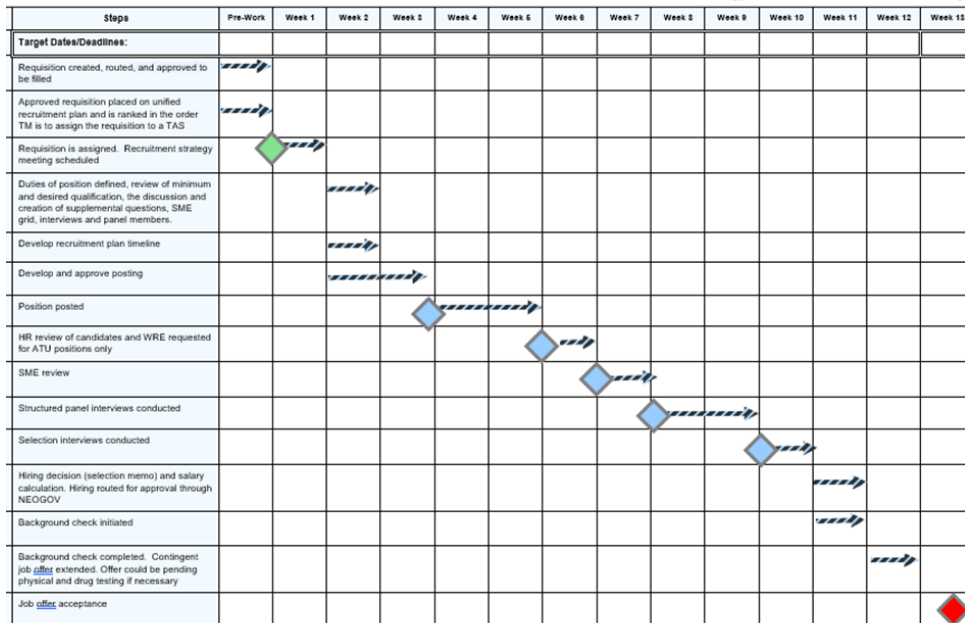 Steps Pre-Work Week 1 Week 2 Week 3 Week 4 Week 5 Week 6 Week 7 Week 8 Week 9 Week 10 Week 11 Week 12 Week 13
Target Dates/Deadlines:
Requisition created, routed, and approved to
be filled
Approved requisition placed on unified
recruitment plan and is ranked in the order
TM is to assign the requisition to a TAS
Requisition is assigned. Recruitment strategy
meeting scheduled
Duties of position defined, review of minimum
and desired qualification, the discussion and
creation of supplemental questions, SME
grid, interviews and panel members.
Develop recruitment plan timeline
Develop and approve posting
Position posted
HR review of candidates and WRE requested
for ATU positions only
SME review
Structured panel interviews conducted
Selection interviews conducted
Hiring decision (selection memo) and salary
calculation. Hiring routed for approval through
NEOGOV
Background check initiated
Background check completed. Contingent
job offer extended. Offer could be pending
physical and drug testing if necessary
Job offer acceptance